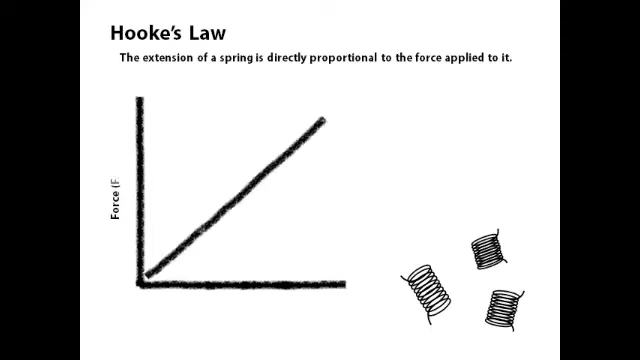 Hooke's Law
The extension of a spring is directly proportional to the force applied to it.
Force (F